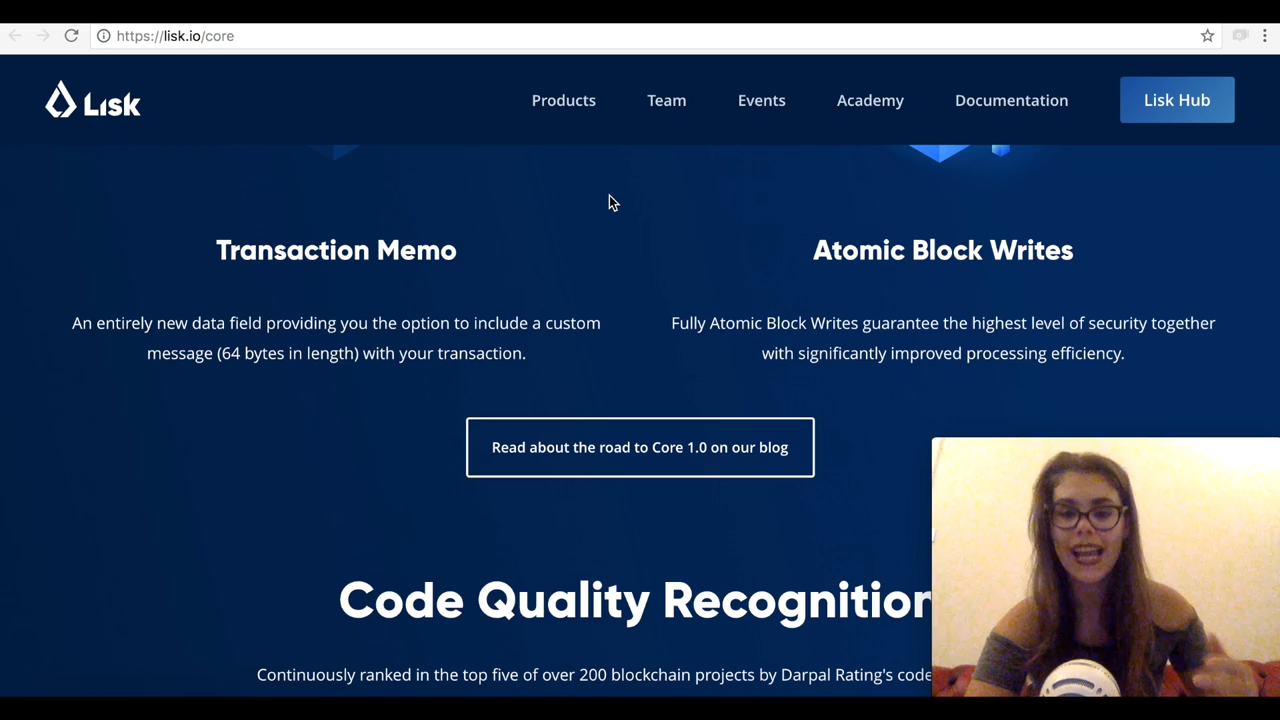 https://lisk.io/core
Lisk
Products
Team
Events
Academy
Documentation
Lisk Hub
Transaction Memo
An entirely new data field providing you the option to include a custom
message (64 bytes in length) with your transaction.
Atomic Block Writes
Fully Atomic Block Writes guarantee the highest level of security together
with significantly improved processing efficiency.
Read about the road to Core 1.0 on our blog
Code Quality Recognition
Continuously ranked in the top five of over 200 blockchain projects by Darpal Rating's code